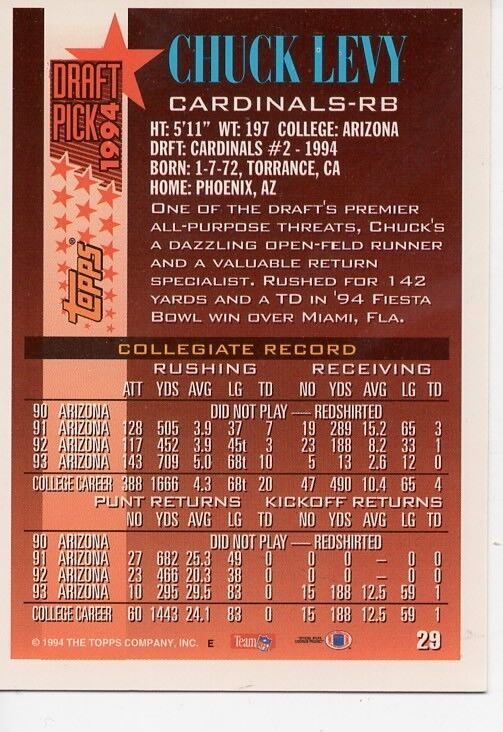 CHUCK LEVY
DRAFT
PICK
1994
CARDINALS-RB
HT: 5'11" WT: 197 COLLEGE: ARIZONA
DRFT: CARDINALS #2 - 1994
BORN: 1-7-72, TORRANCE, CA
HOME: PHOENIX, AZ
ONE OF THE DRAFT'S PREMIER
ALL-PURPOSE THREATS, CHUCK'S
A DAZZLING OPEN-FIELD RUNNER
AND A VALUABLE RETURN
SPECIALIST. RUSHED FOR 142
YARDS AND A TD IN '94 FIESTA
BOWL WIN OVER MIAMI, FLA.
TOPPS®
COLLEGIATE RECORD
RUSHING RECEIVING
ATT YDS AVG LG TD NO YDS AVG LG TD
90 ARIZONA DID NOT PLAY — REDSHIRTED
91 ARIZONA 128 505 3.9 37 7 19 289 15.2 65 3
92 ARIZONA 117 452 3.9 45t 3 23 188 8.2 33 1
93 ARIZONA 143 709 5.0 68t 10 5 13 2.6 12 0
COLLEGE CAREER 388 1666 4.3 68t 20 47 490 10.4 65 4
PUNT RETURNS KICKOFF RETURNS
NO YDS AVG LG TD NO YDS AVG LG TD
90 ARIZONA DID NOT PLAY — REDSHIRTED
91 ARIZONA 27 682 25.3 49 0 0 0 – 0 0
92 ARIZONA 23 466 20.3 38 0 0 0 – 0 0
93 ARIZONA 10 295 29.5 83 0 15 188 12.5 59 1
COLLEGE CAREER 60 1443 24.1 83 0 15 188 12.5 59 1
© 1994 THE TOPPS COMPANY, INC. E Team NFL
29